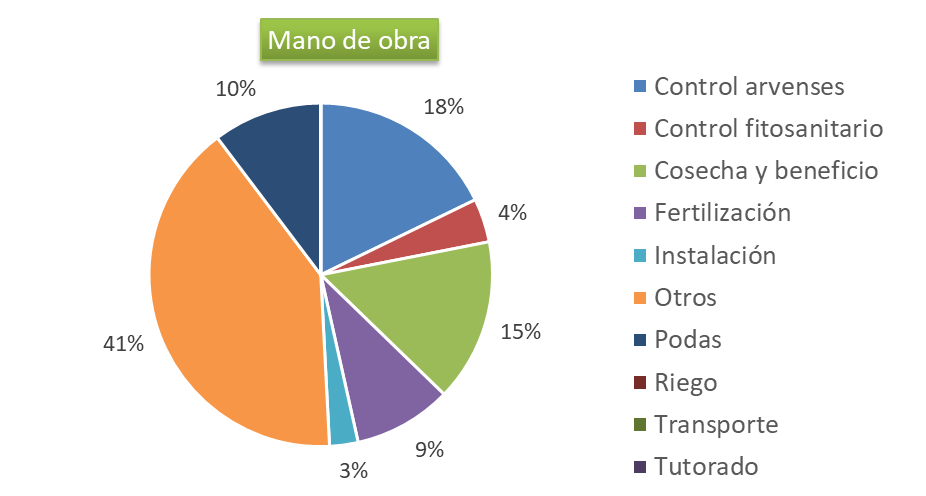 Mano de obra
10%
18%
4%
15%
9%
3%
41%
Control arvenses
Control fitosanitario
Cosecha y beneficio
Fertilización
Instalación
Otros
Podas
Riego
Transporte
Tutorado